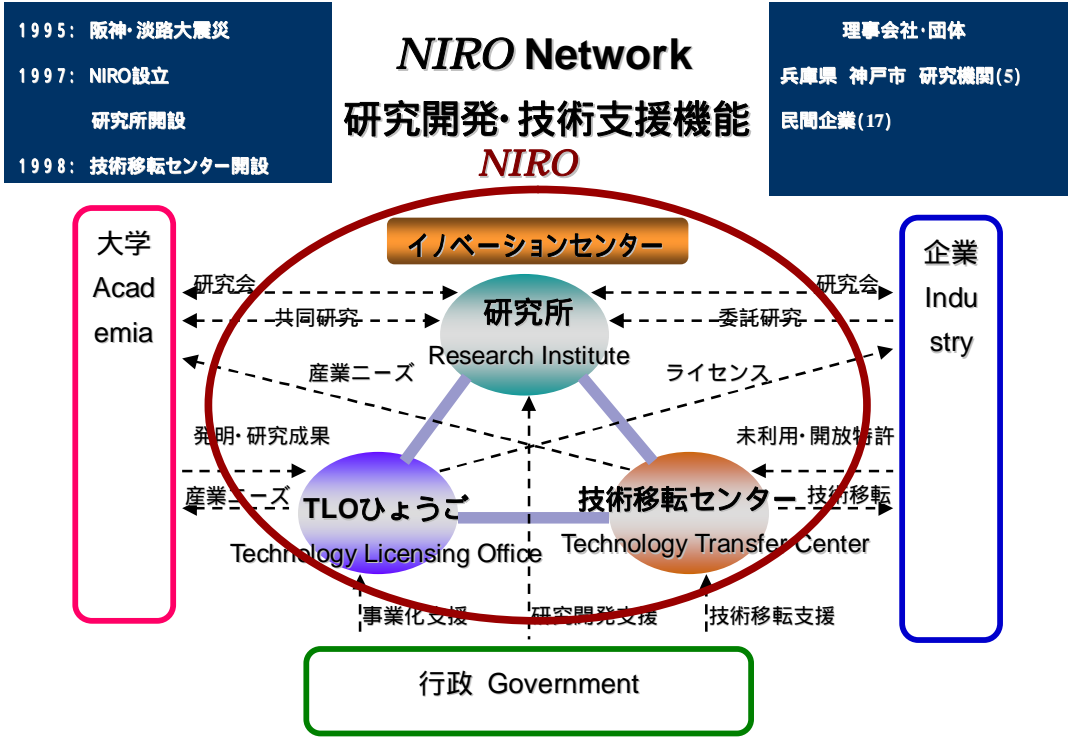 1995: 阪神・淡路大震災
1997: NIRO設立
研究所開設
1998: 技術移転センター開設
NIRO Network
研究開発・技術支援機能
NIRO
理事会社・団体
兵庫県 神戸市 研究機関(5)
民間企業(17)
大学
Acad
emia
イノベーションセンター
企業
Indu
stry
研究会
研究会
共同研究
委託研究
研究所
Research Institute
産業ニーズ
ライセンス
発明・研究成果
未利用・開放特許
産業ニーズ
技術移転
TLOひょうご
Technology Licensing Office
技術移転センター
Technology Transfer Center
事業化支援
研究開発支援
技術移転支援
行政 Government